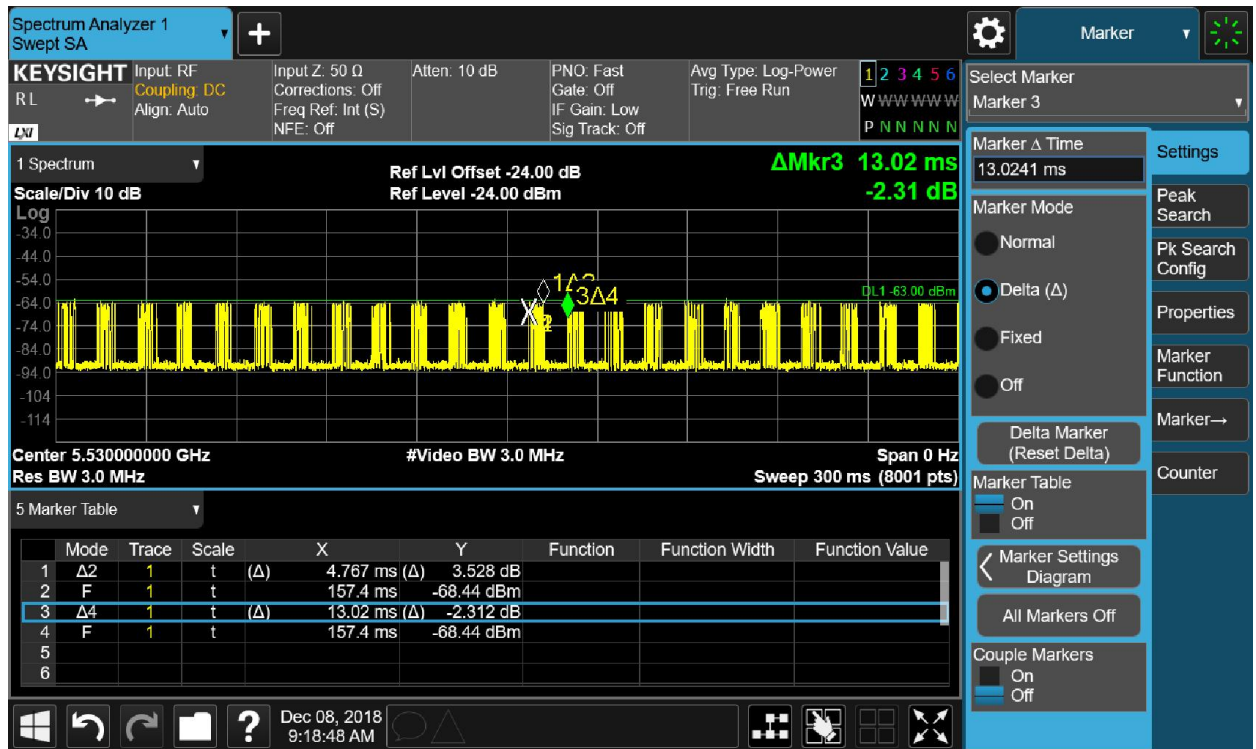 Spectrum Analyzer 1
Swept SA
+
Marker
KEYSIGHT
RL
LXI
Input: RF
Coupling: DC
Align: Auto
Input Z: 50 Ω
Corrections: Off
Freq Ref: Int (S)
NFE: Off
Atten: 10 dB
PNO: Fast
Gate: Off
IF Gain: Low
Sig Track: Off
Avg Type: Log-Power
Trig: Free Run
1 2 3 4 5 6
W W W W W W
P N N N N N
Select Marker
Marker 3
1 Spectrum
Scale/Div 10 dB
Ref Lvl Offset -24.00 dB
Ref Level -24.00 dBm
ΔMkr3 13.02 ms
-2.31 dB
Log
-34.0
-44.0
-54.0
-64.0
-74.0
-84.0
-94.0
-104
-114
3Δ4
DL1 -63.00 dBm
Center 5.530000000 GHz
#Video BW 3.0 MHz
Span 0 Hz
Res BW 3.0 MHz
Sweep 300 ms (8001 pts)
5 Marker Table
Mode Trace Scale X Y Function Function Width Function Value
1 Δ2 1 t (Δ) 4.767 ms (Δ) 3.528 dB
2 F 1 t 157.4 ms -68.44 dBm
3 Δ4 1 t (Δ) 13.02 ms (Δ) -2.312 dB
4 F 1 t 157.4 ms -68.44 dBm
5
6
Marker Δ Time
13.0241 ms
Marker Mode
Normal
Delta (Δ)
Fixed
Off
Delta Marker
(Reset Delta)
Marker Table
On
Off
Marker Settings
Diagram
All Markers Off
Couple Markers
On
Off
Settings
Peak
Search
Pk Search
Config
Properties
Marker
Function
Marker→
Counter
?
Dec 08, 2018
9:18:48 AM